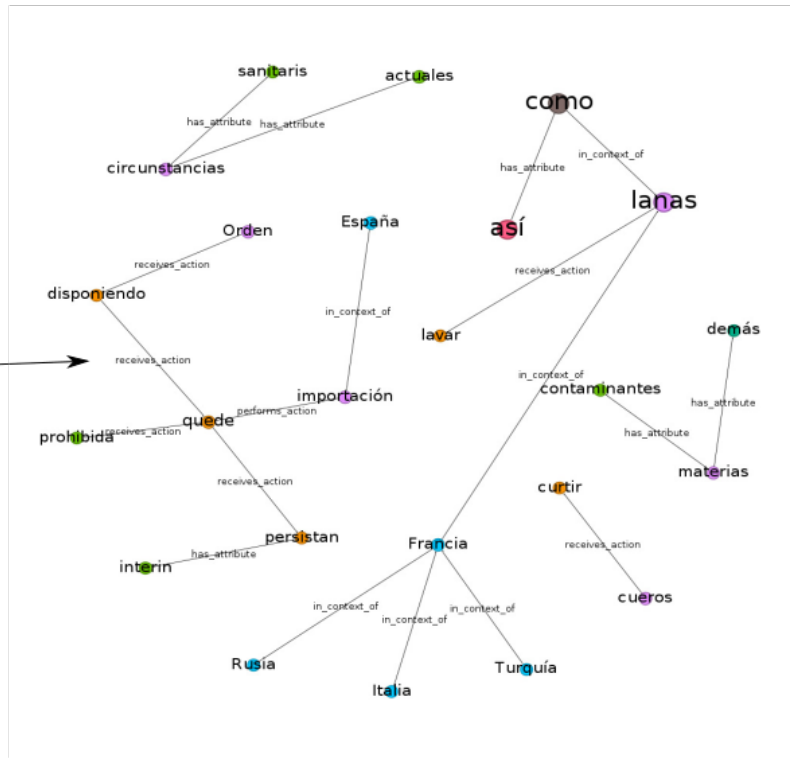 sanitaris
actuales
como
has_attribute
has_attribute
in_context_of
circunstancias
has_attribute
lanas
España
Orden
así
receives_action
receives_action
disponiendo
in_context_of
demás
lavar
receives_action
in_context_of
contaminantes
importación
performs_action
has_attribute
quede
prohibida
receives_action
has_attribute
materias
receives_action
curtir
persistan
Francia
receives_action
has_attribute
interin
cueros
in_context_of
in_context_of
in_context_of
Rusia
Turquía
Italia